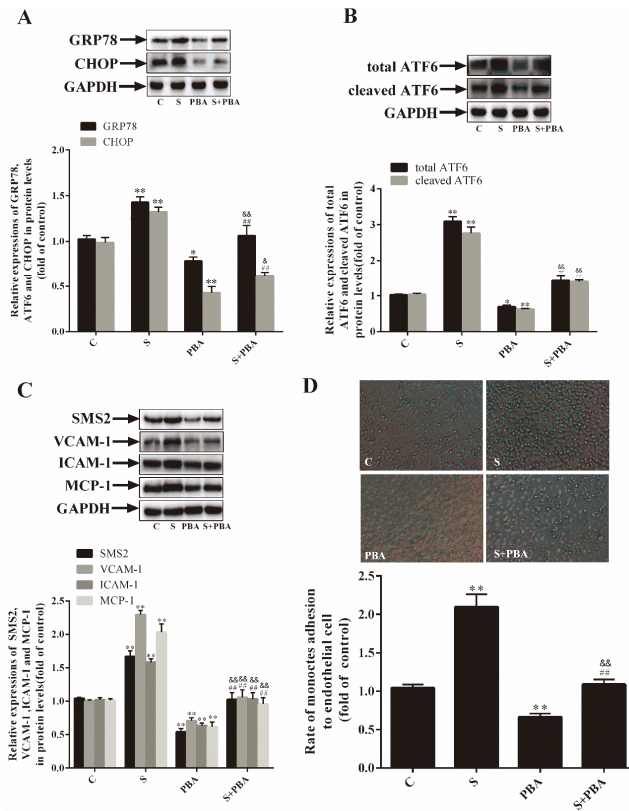 A
GRP78
CHOP
GAPDH
C S PBA S+PBA
GRP78
CHOP
Relative expressions of GRP78,
ATF6 and CHOP in protein levels
(fold of control)
2.0
1.5
1.0
0.5
0.0
** **
* **
&& ##
& ##
C S PBA S+PBA
B
total ATF6
cleaved ATF6
GAPDH
C S PBA S+PBA
total ATF6
cleaved ATF6
Relative expressions of total
ATF6 and cleaved ATF6 in
protein levels(fold of control)
4
3
2
1
0
** **
* **
&& &&
C S PBA S+PBA
C
SMS2
VCAM-1
ICAM-1
MCP-1
GAPDH
C S PBA S+PBA
SMS2
VCAM-1
ICAM-1
MCP-1
Relative expressions of SMS2,
VCAM-1 ,ICAM-1 and MCP-1
in protein levels(fold of control)
2.5
2.0
1.5
1.0
0.5
0.0
** ** ** **
** ** ** **
&& && && &&
## ## ## ##
C S PBA S+PBA
D
C S
PBA S+PBA
Rate of monoctes adhesion
to endothelial cell
(fold of control)
2.5
2.0
1.5
1.0
0.5
0.0
**
**
&&
##
C S PBA S+PBA